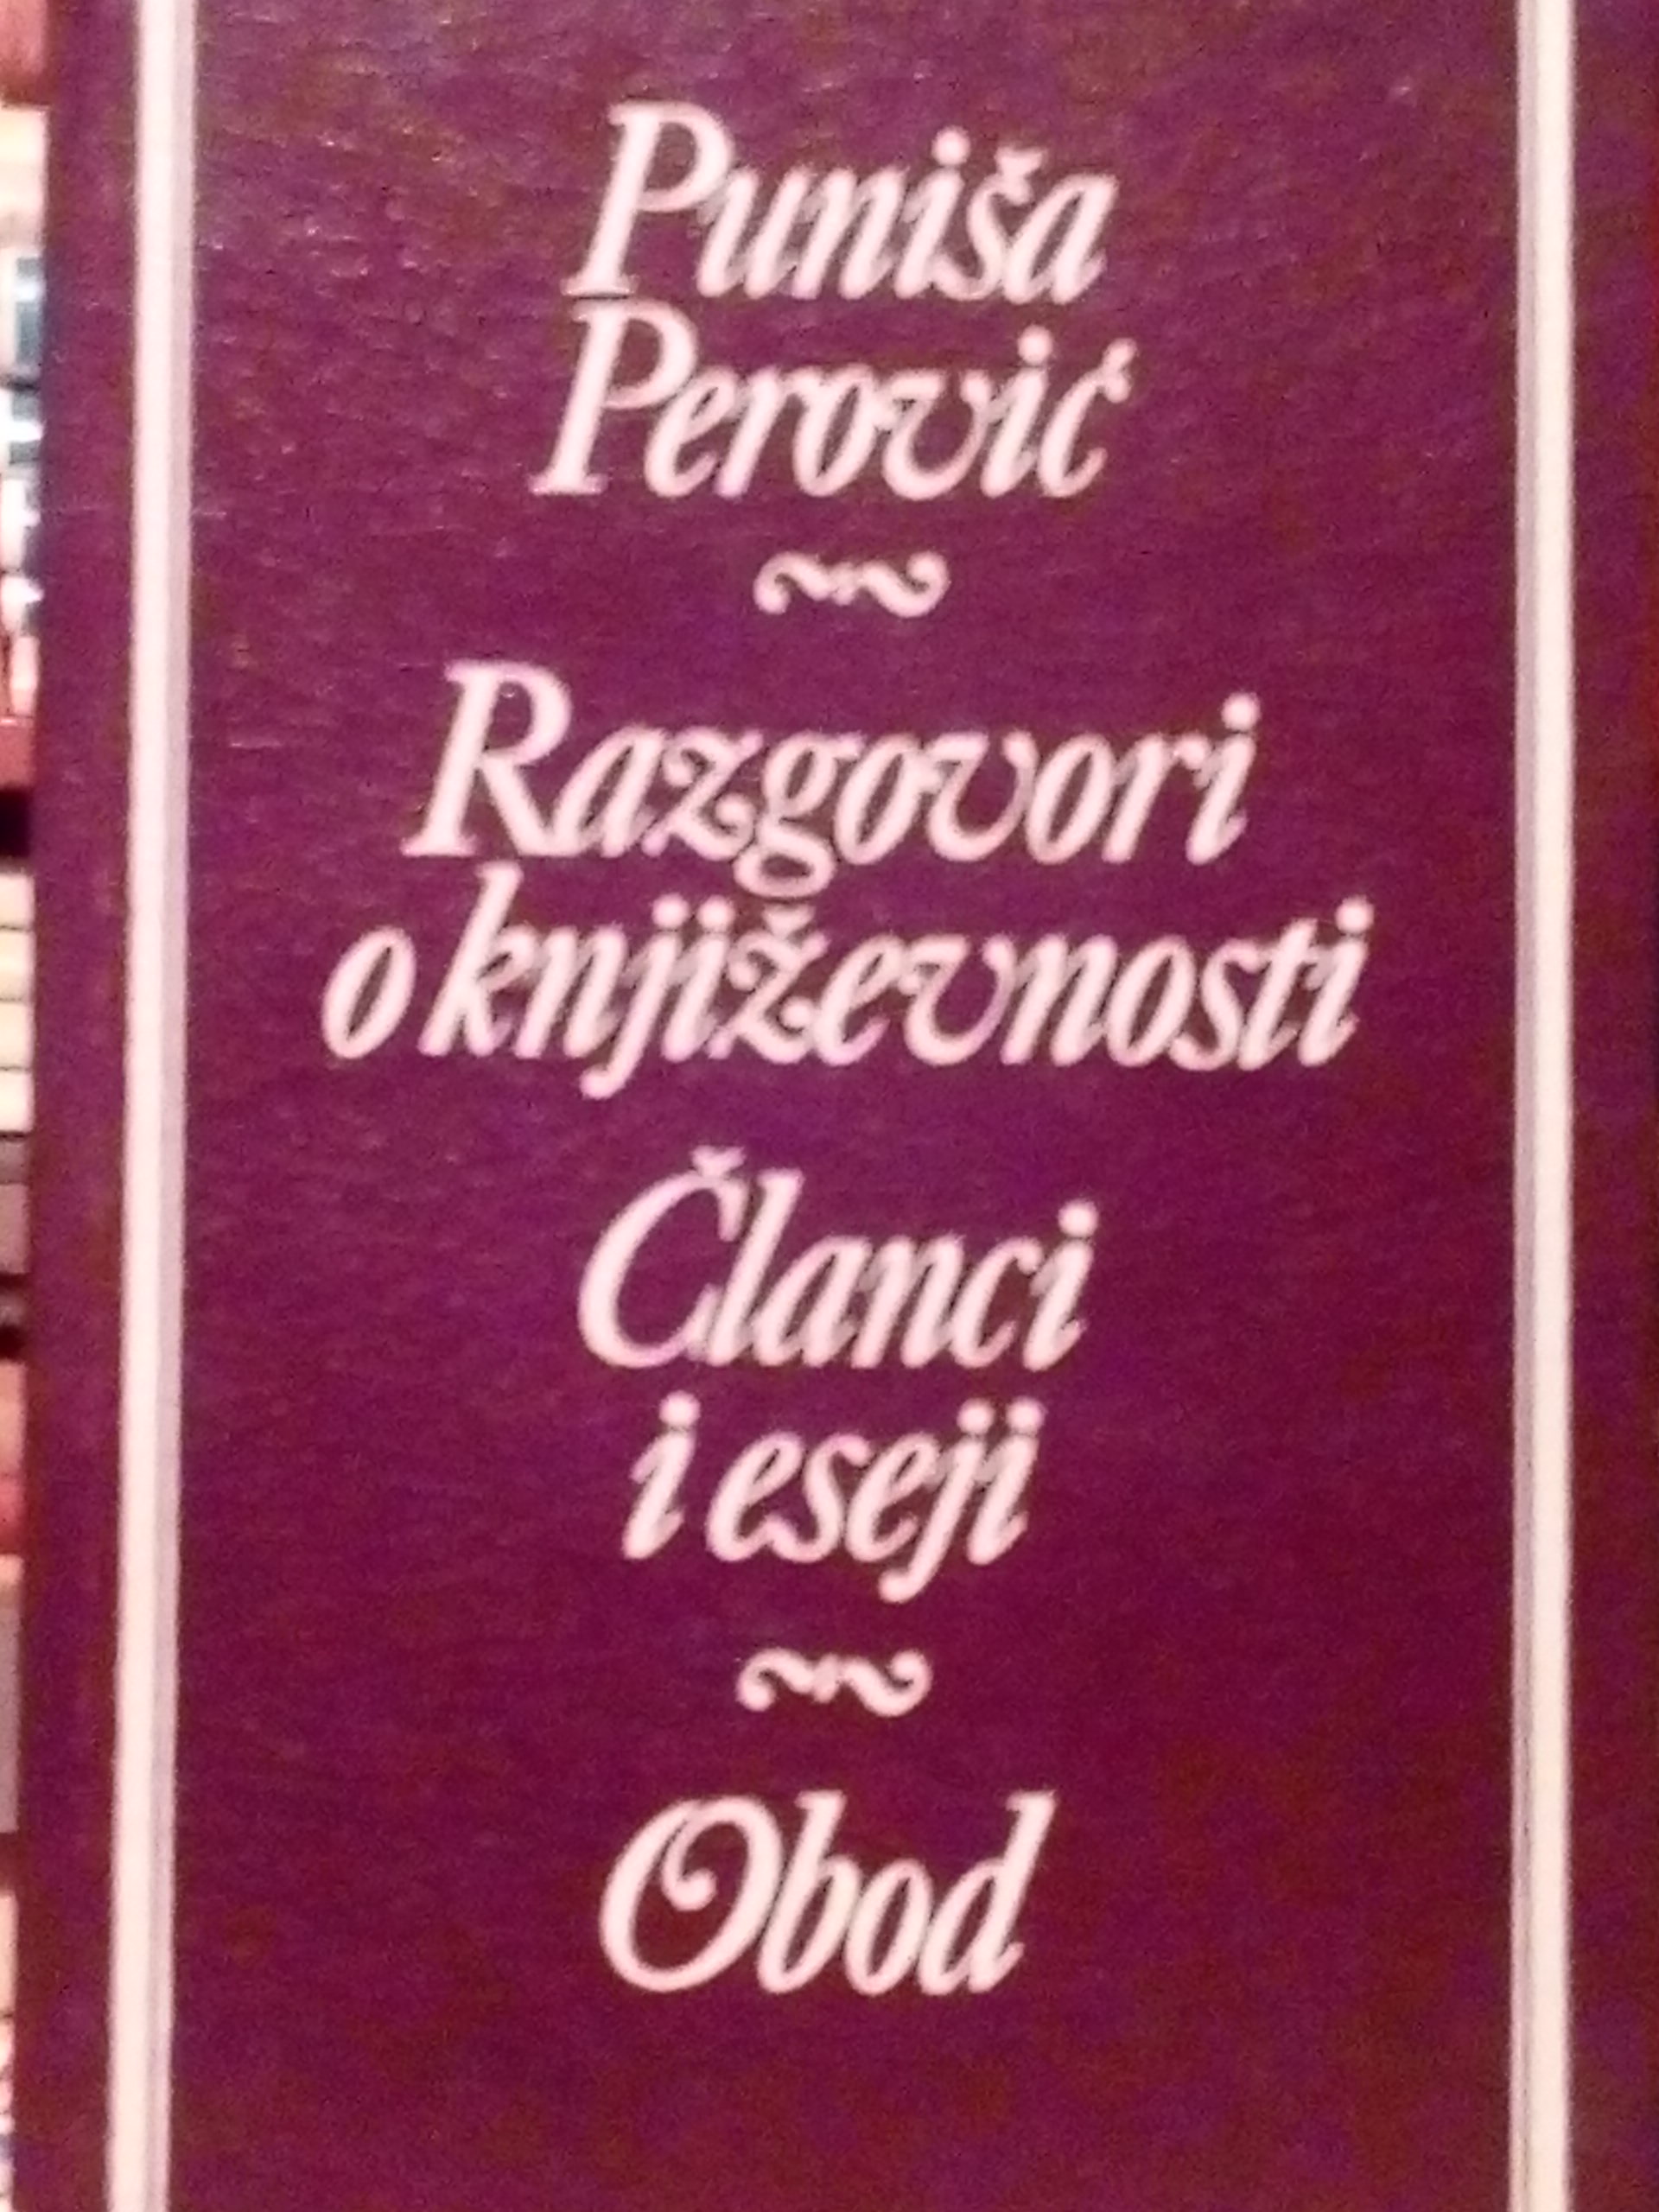 Puniša
Perović
Razgovori
o književnosti
Članci
i eseji
Obod